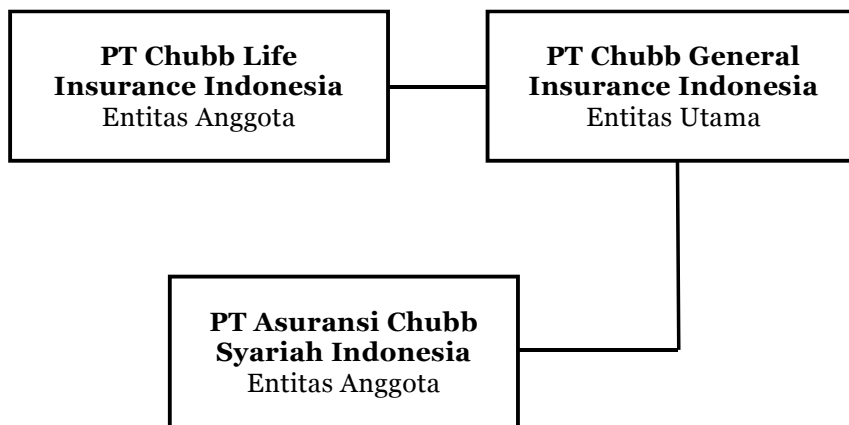 PT Chubb Life
Insurance Indonesia
Entitas Anggota
PT Chubb General
Insurance Indonesia
Entitas Utama
PT Asuransi Chubb
Syariah Indonesia
Entitas Anggota